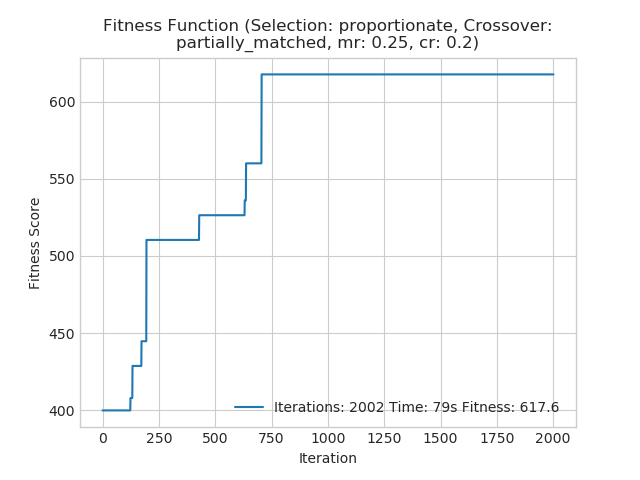 Fitness Function (Selection: proportionate, Crossover:
partially_matched, mr: 0.25, cr: 0.2)
Fitness Score
600
550
500
450
400
Iterations: 2002 Time: 79s Fitness: 617.6
0 250 500 750 1000 1250 1500 1750 2000
Iteration